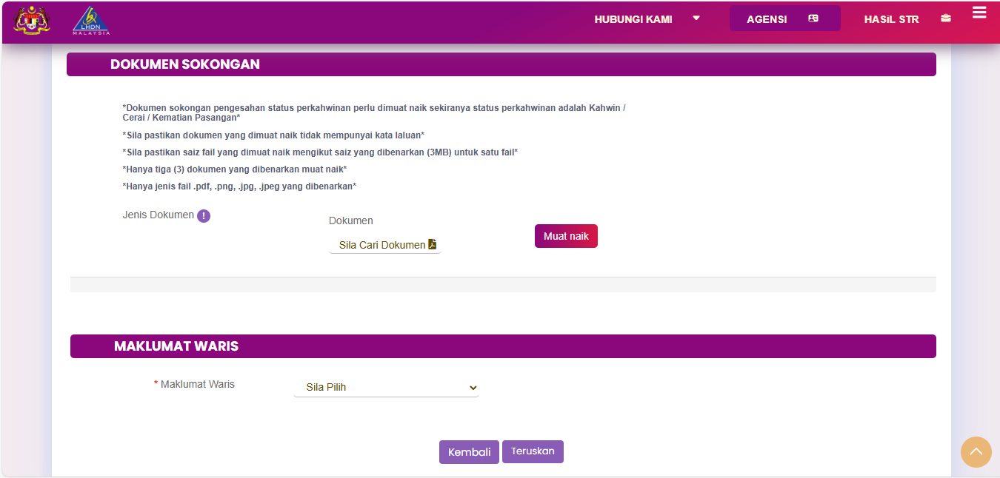 LHDN
MALAYSIA
HUBUNGI KAMI
AGENSI
HASiL STR
DOKUMEN SOKONGAN
*Dokumen sokongan pengesahan status perkahwinan perlu dimuat naik sekiranya status perkahwinan adalah Kahwin /
Cerai / Kematian Pasangan*
*Sila pastikan dokumen yang dimuat naik tidak mempunyai kata laluan*
*Sila pastikan saiz fail yang dimuat naik mengikut saiz yang dibenarkan (3MB) untuk satu fail*
*Hanya tiga (3) dokumen yang dibenarkan muat naik*
*Hanya jenis fail .pdf, .png, .jpg, .jpeg yang dibenarkan*
Jenis Dokumen !
Dokumen
Sila Cari Dokumen
Muat naik
MAKLUMAT WARIS
* Maklumat Waris
Sila Pilih
Kembali
Teruskan